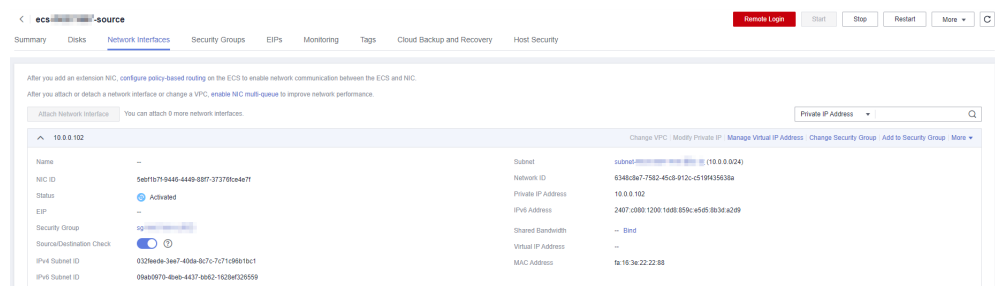 ecs- -source
Remote Login Start Stop Restart More C
Summary Disks Network Interfaces Security Groups EIPs Monitoring Tags Cloud Backup and Recovery Host Security
After you add an extension NIC, configure policy-based routing on the ECS to enable network communication between the ECS and NIC.
After you attach or detach a network interface or change a VPC, enable NIC multi-queue to improve network performance.
Attach Network Interface You can attach 0 more network interfaces. Private IP Address
10.0.0.102 Change VPC Modify Private IP Manage Virtual IP Address Change Security Group Add to Security Group More
Name -- Subnet subnet- (10.0.0.0/24)
NIC ID 5ebf1b7f-9446-4449-88f7-37376fce4e7f Network ID 6348c8e7-7582-45c8-912c-c519f435638a
Status Activated Private IP Address 10.0.0.102
EIP -- IPv6 Address 2407:c080:1200:1dd8:859c:e5d5:8b3d:a2d9
Security Group sg- Shared Bandwidth -- Bind
Source/Destination Check Virtual IP Address --
IPv4 Subnet ID 032feede-3ee7-40da-8c7c-7c71c96b1bc1 MAC Address fa:16:3e:22:22:88
IPv6 Subnet ID 09ab0970-4beb-4437-bb62-1628ef326559